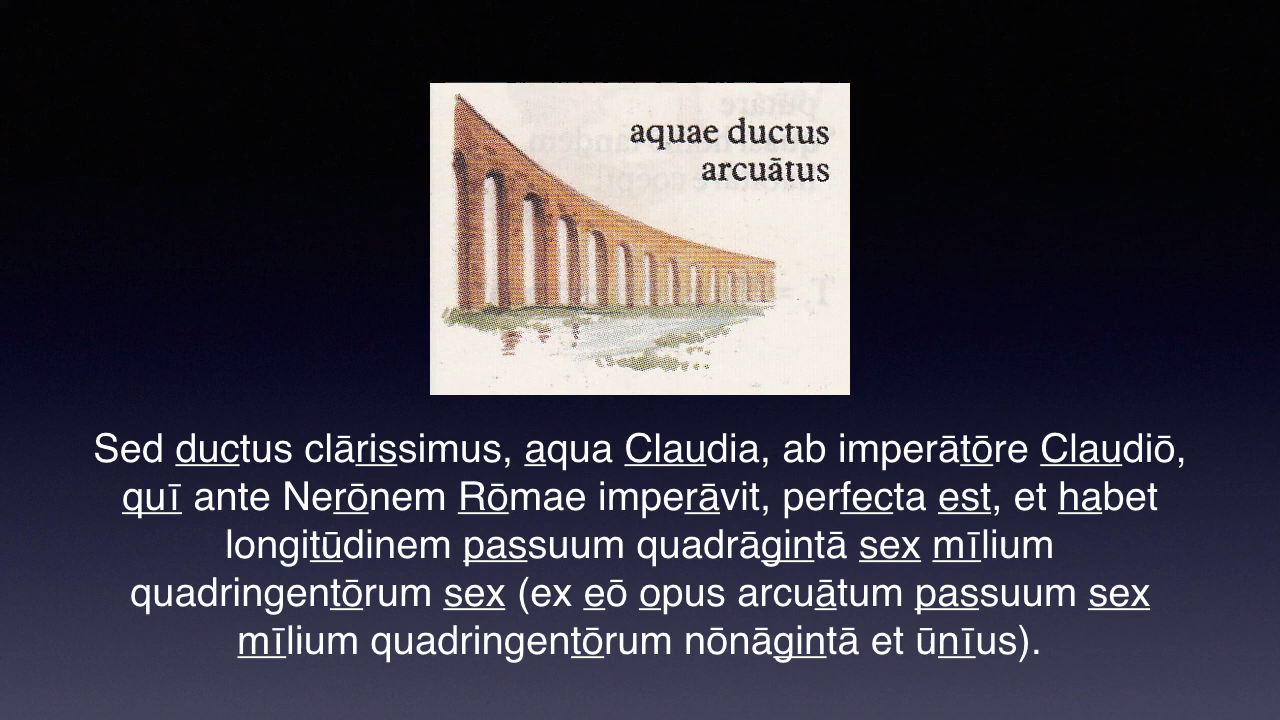 aquae ductus
arcuātus
Sed ductus clārissimus, aqua Claudia, ab imperātōre Claudiō,
quī ante Nerōnem Rōmae imperāvit, perfecta est, et habet
longitūdinem passuum quadrāgintā sex mīlium
quadringentōrum sex (ex eō opus arcuātum passuum sex
mīlium quadringentōrum nōnāgintā et ūnīus).